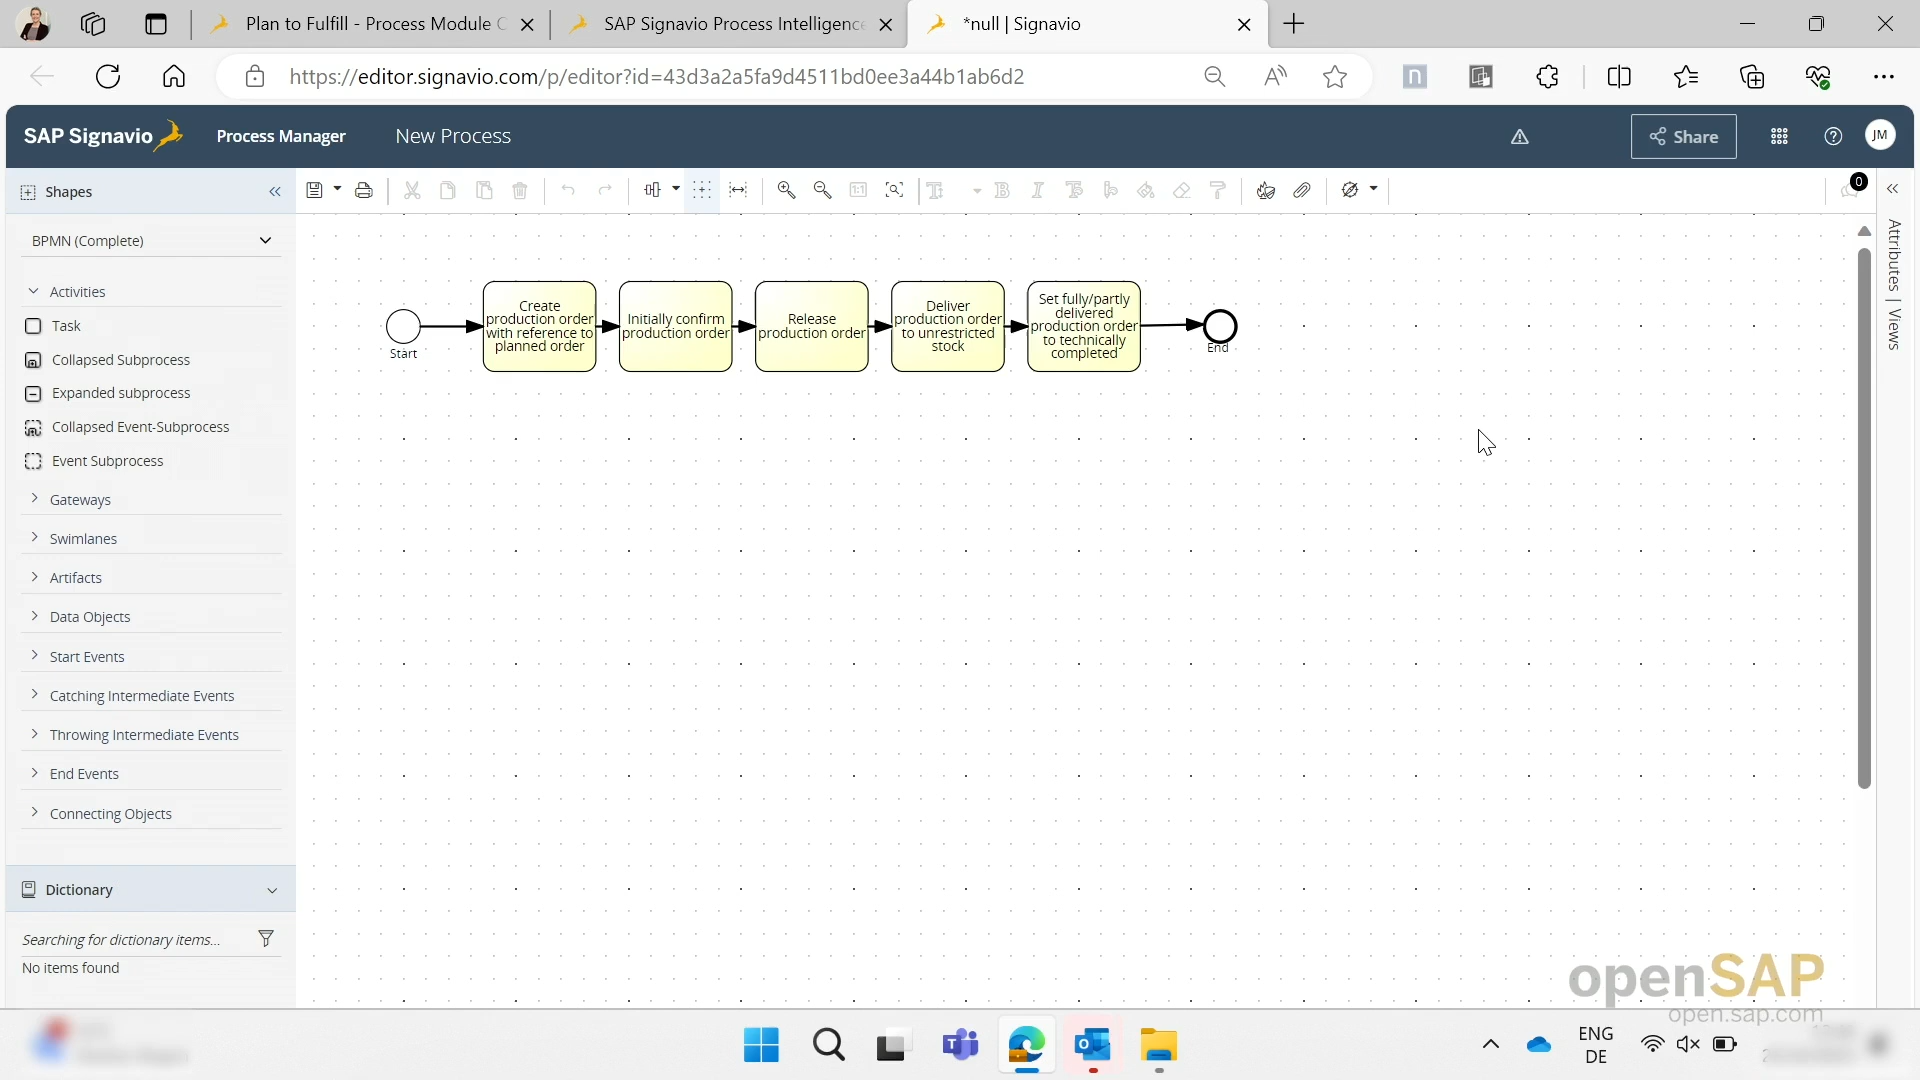 Plan to Fulfill - Process Module C
SAP Signavio Process Intelligence
*null | Signavio
https://editor.signavio.com/p/editor?id=43d3a2a5fa9d4511bd0ee3a44b1ab6d2
n
SAP Signavio
Process Manager
New Process
Share
JM
Shapes
0
BPMN (Complete)
Activities
Task
Collapsed Subprocess
Expanded subprocess
Collapsed Event-Subprocess
Event Subprocess
Gateways
Swimlanes
Artifacts
Data Objects
Start Events
Catching Intermediate Events
Throwing Intermediate Events
End Events
Connecting Objects
Dictionary
Searching for dictionary items...
No items found
Start
Create
production order
with reference to
planned order
Initially confirm
production order
Release
production order
Deliver
production order
to unrestricted
stock
Set fully/partly
delivered
production order
to technically
completed
End
Attributes | Views
openSAP
open.sap.com
ENG
DE